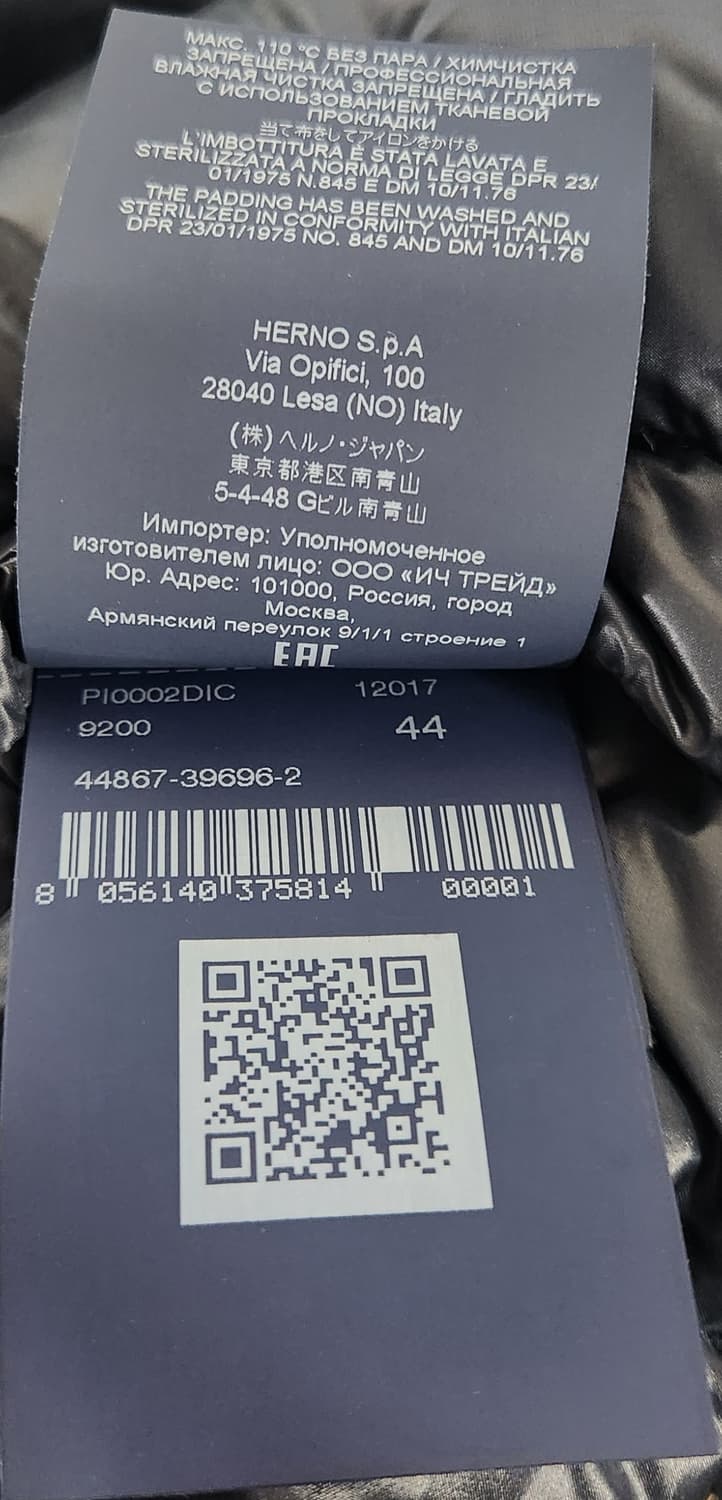 МАКС. 110 °C БЕЗ ПАРА / ХИМЧИСТКА
ЗАПРЕЩЕНА / ПРОФЕССИОНАЛЬНАЯ
ВЛАЖНАЯ ЧИСТКА ЗАПРЕЩЕНА / ГЛАДИТЬ
С ИСПОЛЬЗОВАНИЕМ ТКАНЕВОЙ
ПРОКЛАДКИ
当て布をしてアイロンをかける
L'IMBOTTITURA È STATA LAVATA E
STERILIZZATA A NORMA DI LEGGE DPR 23/
01/1975 N.845 E DM 10/11.76
THE PADDING HAS BEEN WASHED AND
STERILIZED IN CONFORMITY WITH ITALIAN
DPR 23/01/1975 NO. 845 AND DM 10/11.76
HERNO S.p.A
Via Opifici, 100
28040 Lesa (NO) Italy
(株)ヘルノ・ジャパン
東京都港区南青山
5-4-48 Gビル南青山
Импортер: Уполномоченное
изготовителем лицо: ООО «ИЧ ТРЕЙД»
Юр. Адрес: 101000, Россия, город
Москва,
Армянский переулок 9/1/1 строение 1
EAC
PI0002DIC 12017
9200 44
44867-39696-2
8 056140 375814 00001